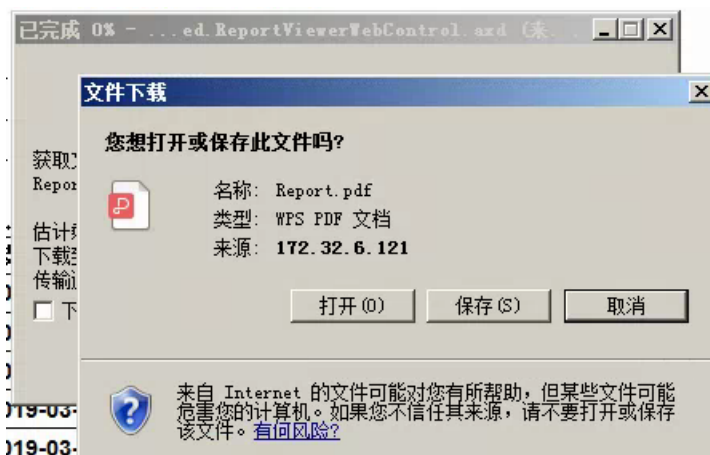 已完成 0% - ...ed.ReportViewerWebControl.axd (来...
文件下载
您想打开或保存此文件吗?
获取
名称: Report.pdf
类型: WPS PDF 文档
来源: 172.32.6.121
估计
下载
传输
打开(O) 保存(S) 取消
下
来自 Internet 的文件可能对您有所帮助，但某些文件可能
危害您的计算机。如果您不信任其来源，请不要打开或保存
该文件。有何风险?
019-03-
019-03-